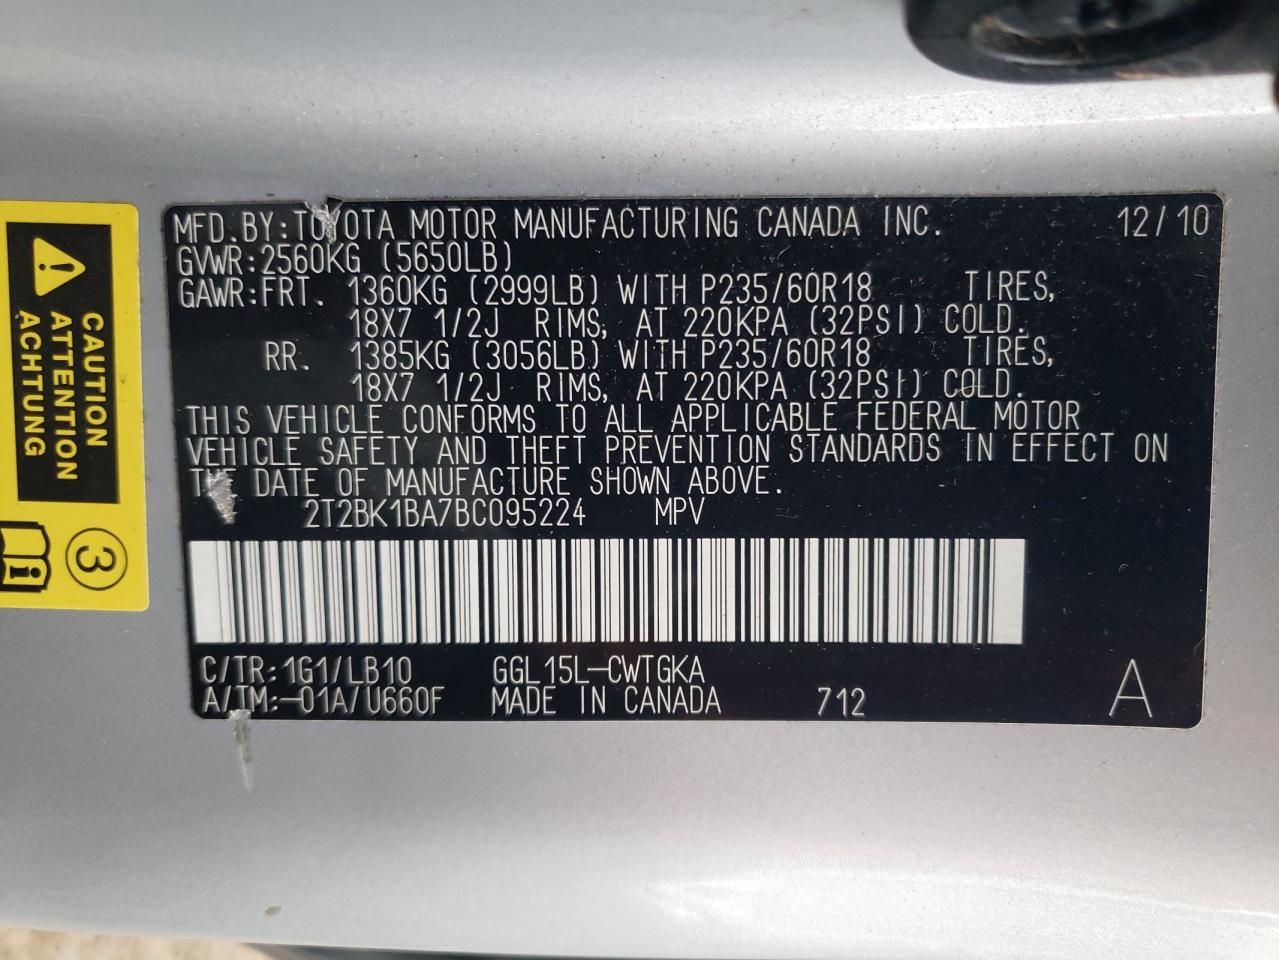 MFD.BY:TOYOTA MOTOR MANUFACTURING CANADA INC. 12/10
GVWR:2560KG (5650LB)
GAWR:FRT. 1360KG (2999LB) WITH P235/60R18 TIRES,
18X7 1/2J RIMS, AT 220KPA (32PSI) COLD.
RR. 1385KG (3056LB) WITH P235/60R18 TIRES,
18X7 1/2J RIMS, AT 220KPA (32PSI) COLD.
THIS VEHICLE CONFORMS TO ALL APPLICABLE FEDERAL MOTOR
VEHICLE SAFETY AND THEFT PREVENTION STANDARDS IN EFFECT ON
THE DATE OF MANUFACTURE SHOWN ABOVE.
2T2BK1BA7BC095224 MPV
C/TR:1G1/LB10 GGL15L-CWTGKA
A/TM:-01A/U660F MADE IN CANADA 712 A
CAUTION
ATTENTION
ACHTUNG
3